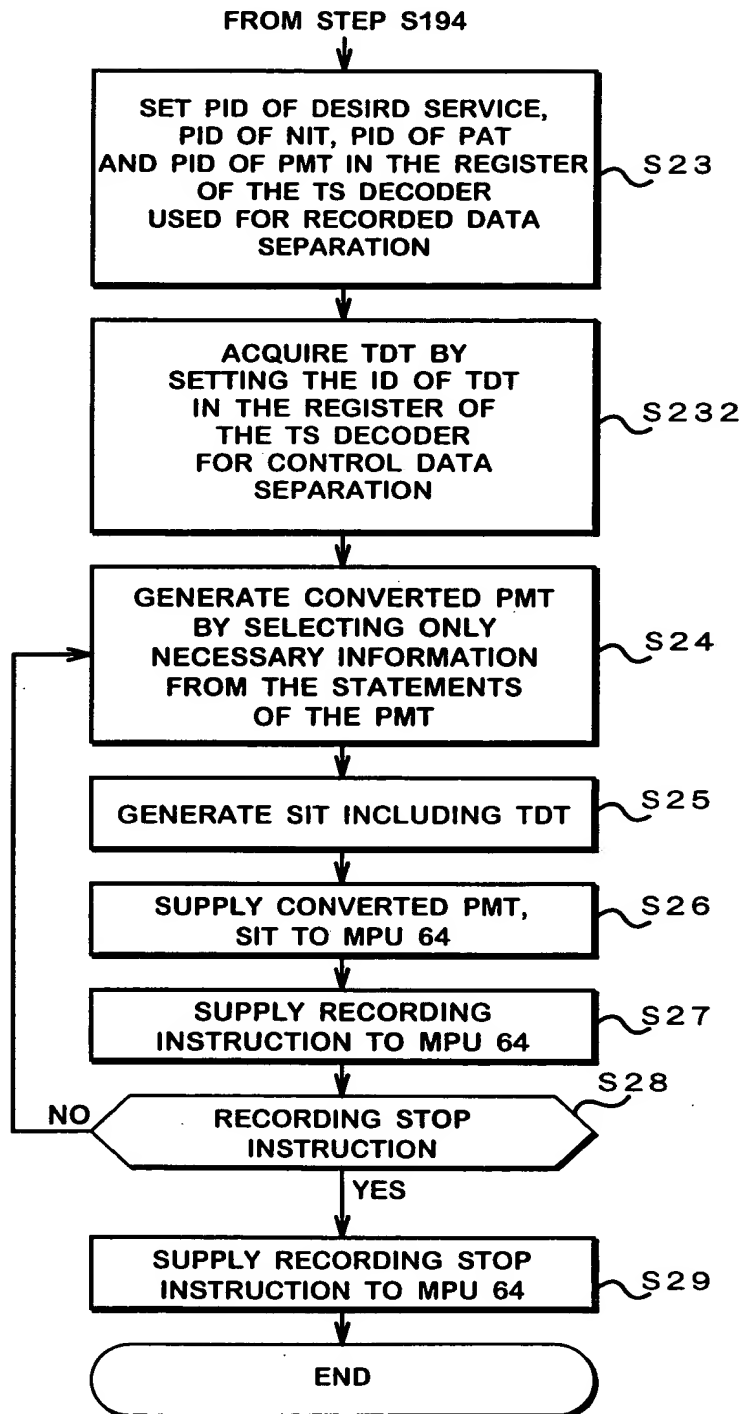 FROM STEP S194
SET PID OF DESIRD SERVICE,
PID OF NIT, PID OF PAT
AND PID OF PMT IN THE REGISTER
OF THE TS DECODER
USED FOR RECORDED DATA
SEPARATION
S23
ACQUIRE TDT BY
SETTING THE ID OF TDT
IN THE REGISTER OF
THE TS DECODER
FOR CONTROL DATA
SEPARATION
S232
GENERATE CONVERTED PMT
BY SELECTING ONLY
NECESSARY INFORMATION
FROM THE STATEMENTS
OF THE PMT
S24
GENERATE SIT INCLUDING TDT
S25
SUPPLY CONVERTED PMT,
SIT TO MPU 64
S26
SUPPLY RECORDING
INSTRUCTION TO MPU 64
S27
S28
NO
RECORDING STOP
INSTRUCTION
YES
SUPPLY RECORDING STOP
INSTRUCTION TO MPU 64
S29
END